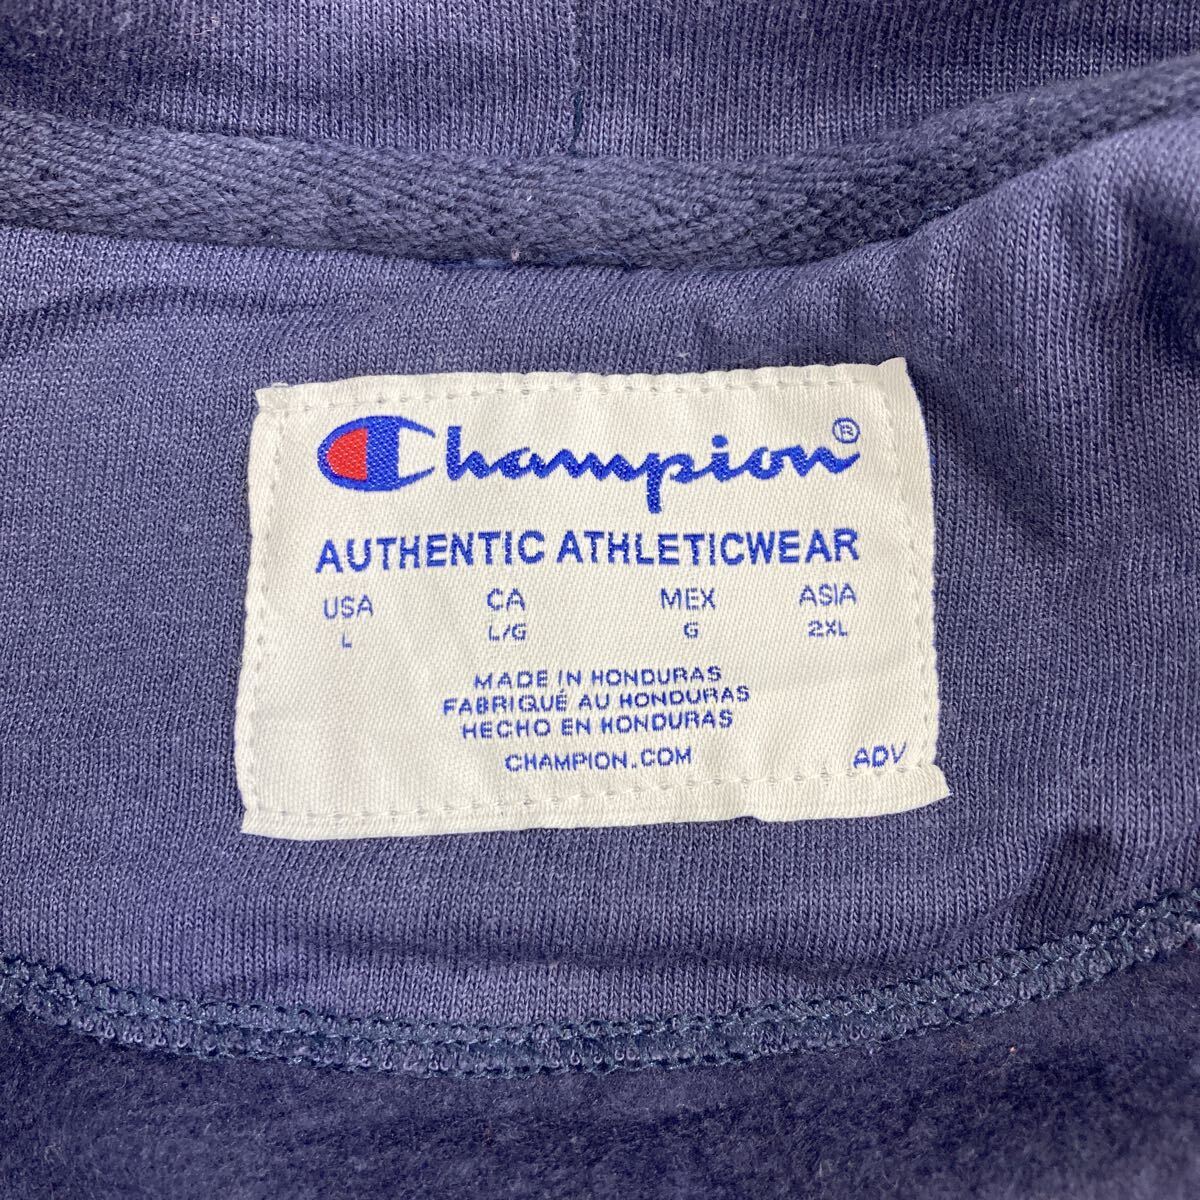 Champion®
AUTHENTIC ATHLETICWEAR
USA CA MEX ASIA
L L/G G 2XL
MADE IN HONDURAS
FABRIQUÉ AU HONDURAS
HECHO EN HONDURAS
CHAMPION.COM ADV